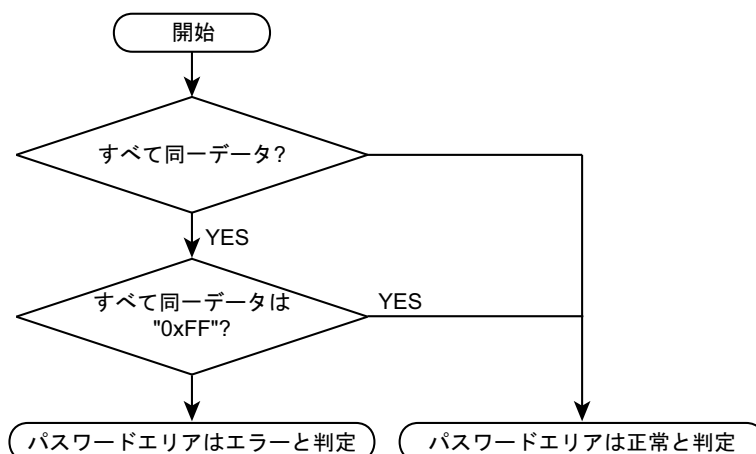 開始
すべて同一データ?
YES
すべて同一データは
"0xFF"?
YES
パスワードエリアはエラーと判定
パスワードエリアは正常と判定